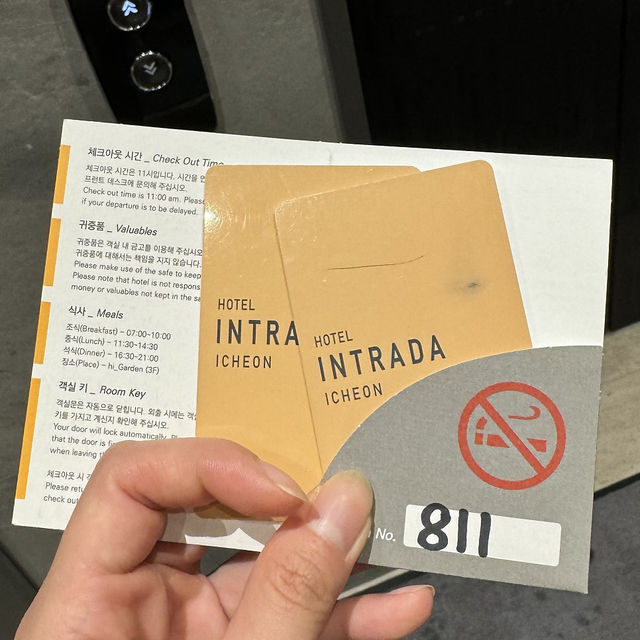 체크아웃 시간 _ Check Out Time
체크아웃 시간은 11시입니다. 시간을
프런트 데스크에 문의해 주십시오.
Check out time is 11:00 am. Please
if your departure is to be delayed.
귀중품 _ Valuables
귀중품은 객실 내 금고를 이용해 주십시오
귀중품에 대해서는 책임을 지지 않습니다.
Please make use of the safe to keep
Please note that hotel is not respons
money or valuables not kept in the sa
식사 _ Meals
조식(Breakfast) – 07:00~10:00
중식(Lunch) – 11:30~14:30
석식(Dinner) – 16:30~21:00
장소(Place) – hi_Garden (3F)
객실 키 _ Room Key
객실문은 자동으로 닫힙니다. 외출 시에는 객
키를 가지고 계신지 확인해 주십시오.
Your door will lock automatically.
that the door is
when leaving
체크아웃 시
Please retu
check out
HOTEL
INTRA
ICHEON
HOTEL
INTRADA
ICHEON
No. 811